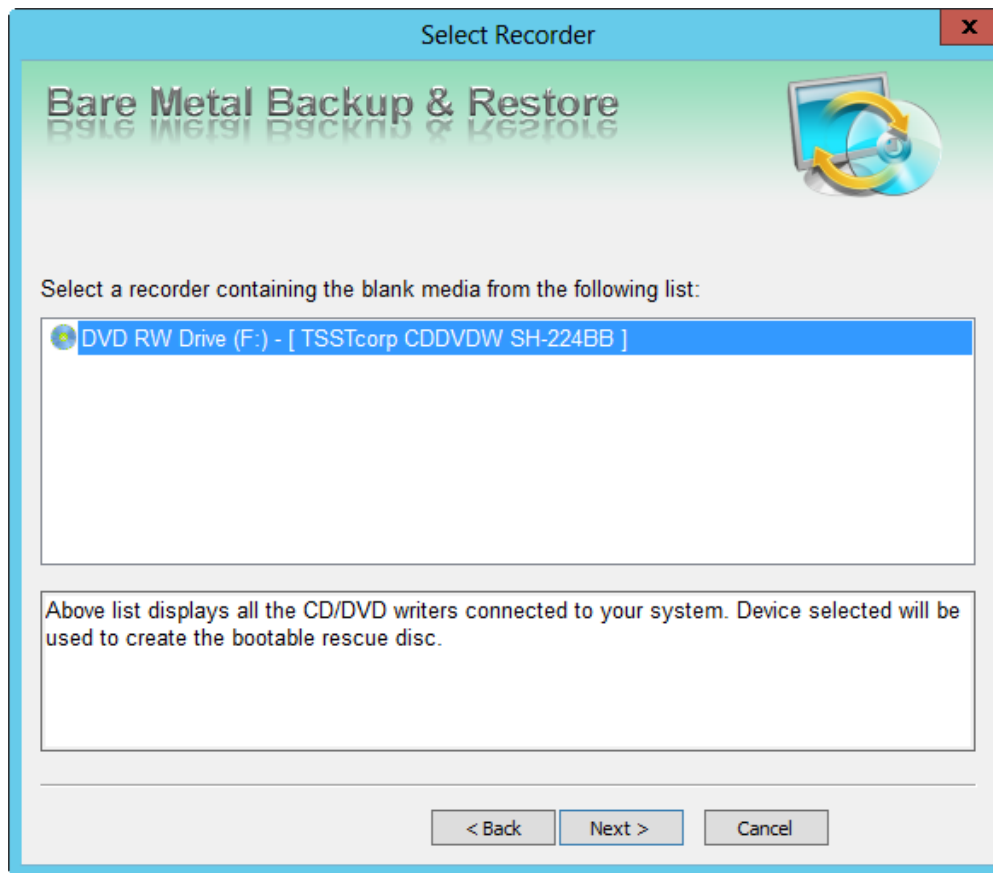 Select Recorder
x
Bare Metal Backup & Restore
Select a recorder containing the blank media from the following list:
DVD RW Drive (F:) - [ TSSTcorp CDDVDW SH-224BB ]
Above list displays all the CD/DVD writers connected to your system. Device selected will be
used to create the bootable rescue disc.
< Back Next > Cancel